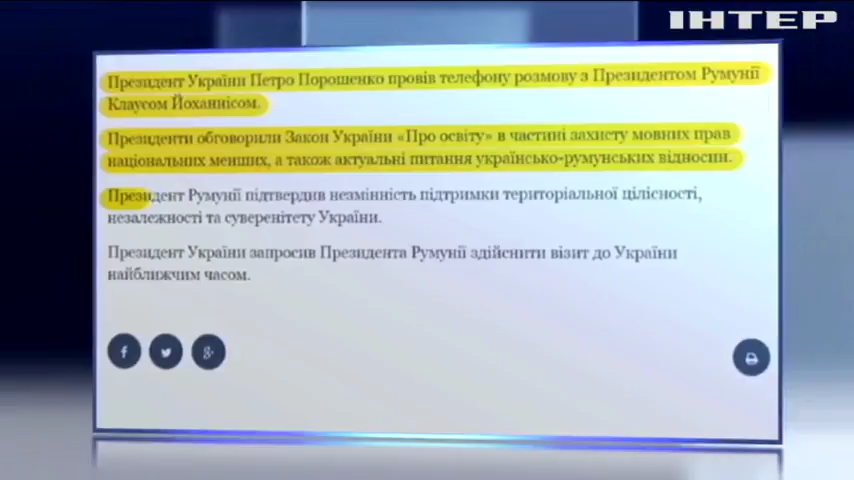 ІНТЕР
Президент України Петро Порошенко провів телефону розмову з Президентом Румунії
Клаусом Йоханнісом.
Президенти обговорили Закон України «Про освіту» в частині захисту мовних прав
національних менших, а також актуальні питання українсько-румунських відносин.
Президент Румунії підтвердив незмінність підтримки територіальної цілісності,
незалежності та суверенітету України.
Президент України запросив Президента Румунії здійснити візит до України
найближчим часом.